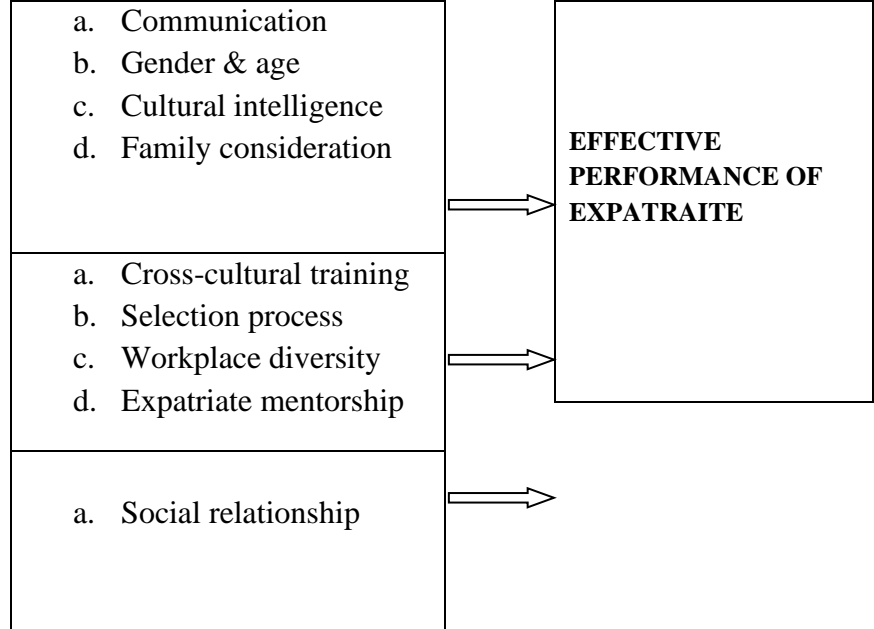 a. Communication
b. Gender & age
c. Cultural intelligence
d. Family consideration
EFFECTIVE
PERFORMANCE OF
EXPATRAITE
a. Cross-cultural training
b. Selection process
c. Workplace diversity
d. Expatriate mentorship
a. Social relationship